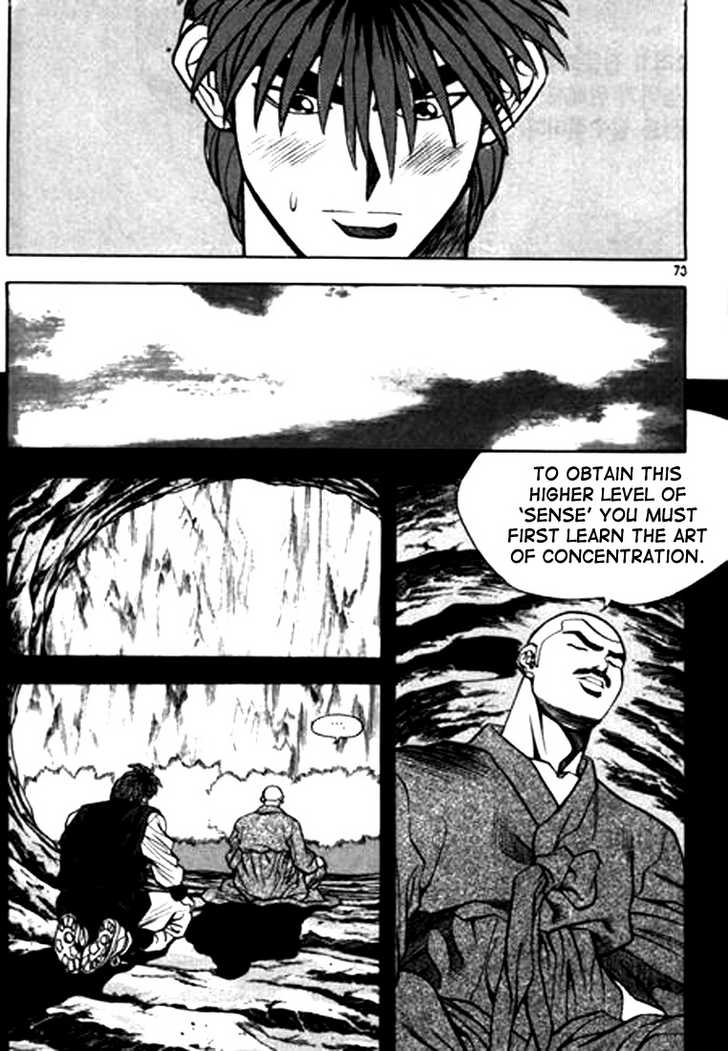 73
TO OBTAIN THIS
HIGHER LEVEL OF
'SENSE' YOU MUST
FIRST LEARN THE ART
OF CONCENTRATION.
...